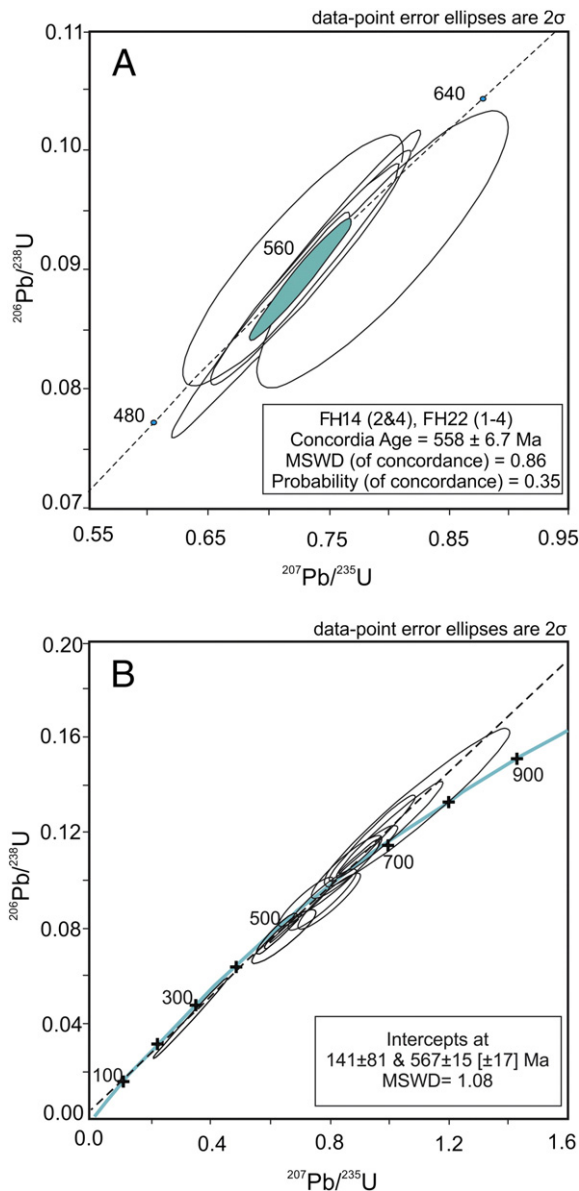 data-point error ellipses are 2σ
A
0.11
0.10
0.09
0.08
0.07
²⁰⁶Pb/²³⁸U
640
560
480
FH14 (2&4), FH22 (1-4)
Concordia Age = 558 ± 6.7 Ma
MSWD (of concordance) = 0.86
Probability (of concordance) = 0.35
0.55 0.65 0.75 0.85 0.95
²⁰⁷Pb/²³⁵U
data-point error ellipses are 2σ
B
0.20
0.16
0.12
0.08
0.04
0.00
²⁰⁶Pb/²³⁸U
900
700
500
300
100
Intercepts at
141±81 & 567±15 [±17] Ma
MSWD= 1.08
0.0 0.4 0.8 1.2 1.6
²⁰⁷Pb/²³⁵U